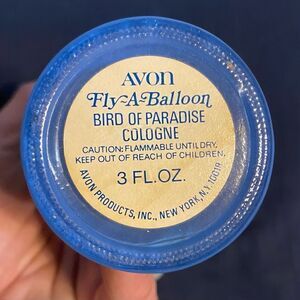 AVON
Fly-A-Balloon
BIRD OF PARADISE
COLOGNE
CAUTION: FLAMMABLE UNTIL DRY.
KEEP OUT OF REACH OF CHILDREN.
3 FL. OZ.
AVON PRODUCTS, INC., NEW YORK, N.Y. 10019